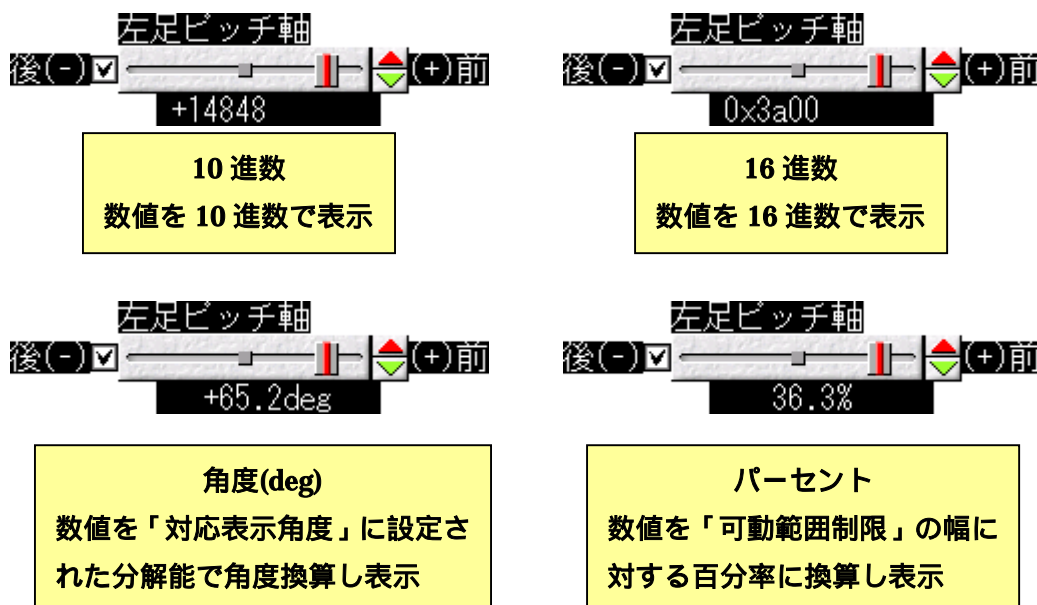 左足ピッチ軸
後(-) (+)前
+14848
10 進数
数値を 10 進数で表示
左足ピッチ軸
後(-) (+)前
0x3a00
16 進数
数値を 16 進数で表示
左足ピッチ軸
後(-) (+)前
+65.2deg
角度(deg)
数値を「対応表示角度」に設定さ
れた分解能で角度換算し表示
左足ピッチ軸
後(-) (+)前
36.3%
パーセント
数値を「可動範囲制限」の幅に
対する百分率に換算し表示